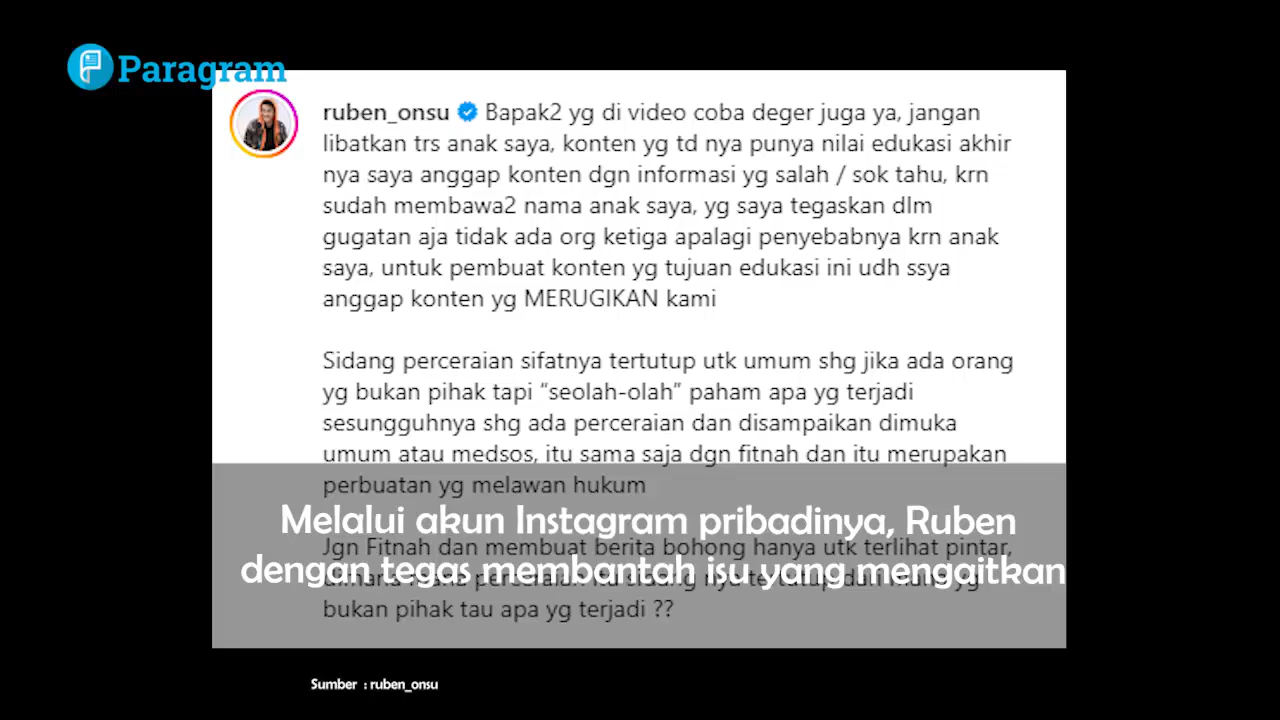 Paragram
ruben_onsu Bapak2 yg di video coba deger juga ya, jangan
libatkan trs anak saya, konten yg td nya punya nilai edukasi akhir
nya saya anggap konten dgn informasi yg salah / sok tahu, krn
sudah membawa2 nama anak saya, yg saya tegaskan dlm
gugatan aja tidak ada org ketiga apalagi penyebabnya krn anak
saya, untuk pembuat konten yg tujuan edukasi ini udh ssya
anggap konten yg MERUGIKAN kami
Sidang perceraian sifatnya tertutup utk umum shg jika ada orang
yg bukan pihak tapi “seolah-olah” paham apa yg terjadi
sesungguhnya shg ada perceraian dan disampaikan dimuka
umum atau medsos, itu sama saja dgn fitnah dan itu merupakan
perbuatan yg melawan hukum
Melalui akun Instagram pribadinya, Ruben
Jgn Fitnah dan membuat berita bohong hanya utk terlihat pintar,
dengan tegas membantah isu yang mengaitkan
bukan pihak tau apa yg terjadi ??
Sumber : ruben_onsu